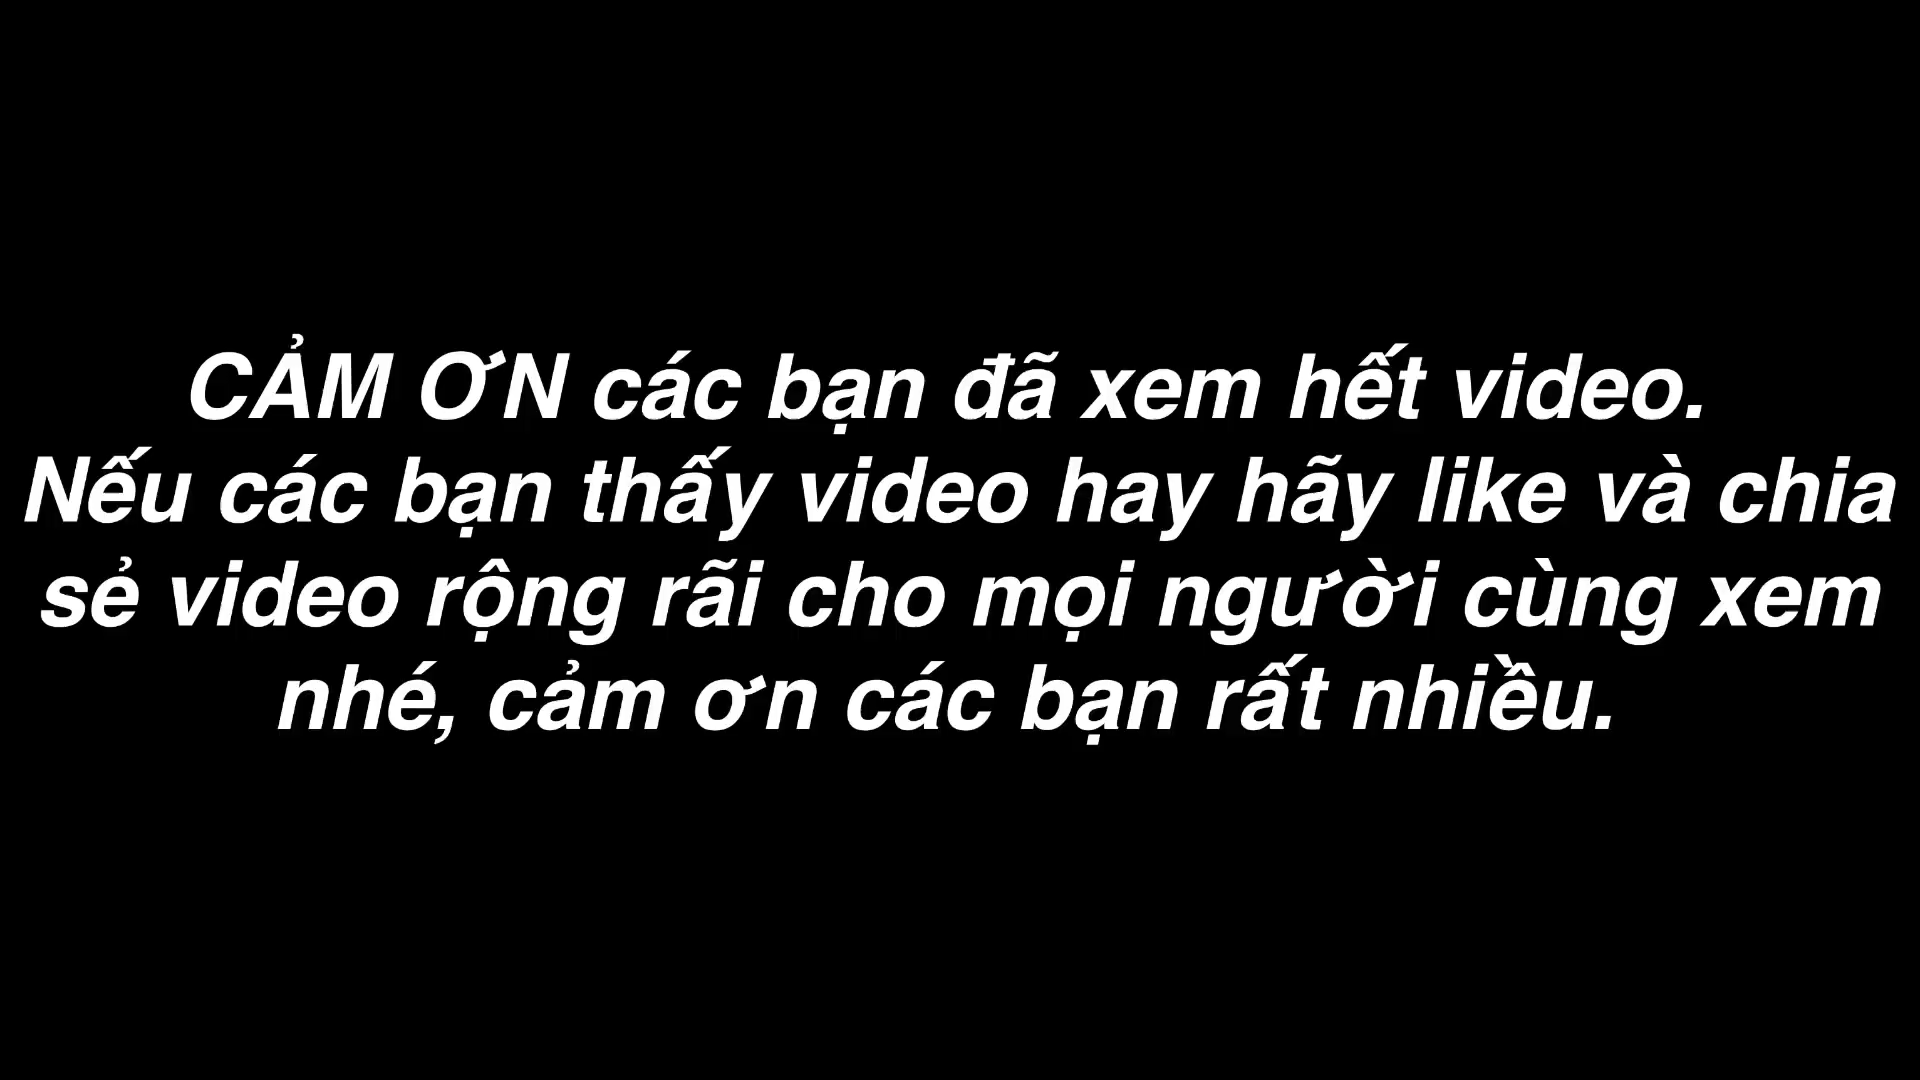 CẢM ƠN các bạn đã xem hết video.
Nếu các bạn thấy video hay hãy like và chia
sẻ video rộng rãi cho mọi người cùng xem
nhé, cảm ơn các bạn rất nhiều.